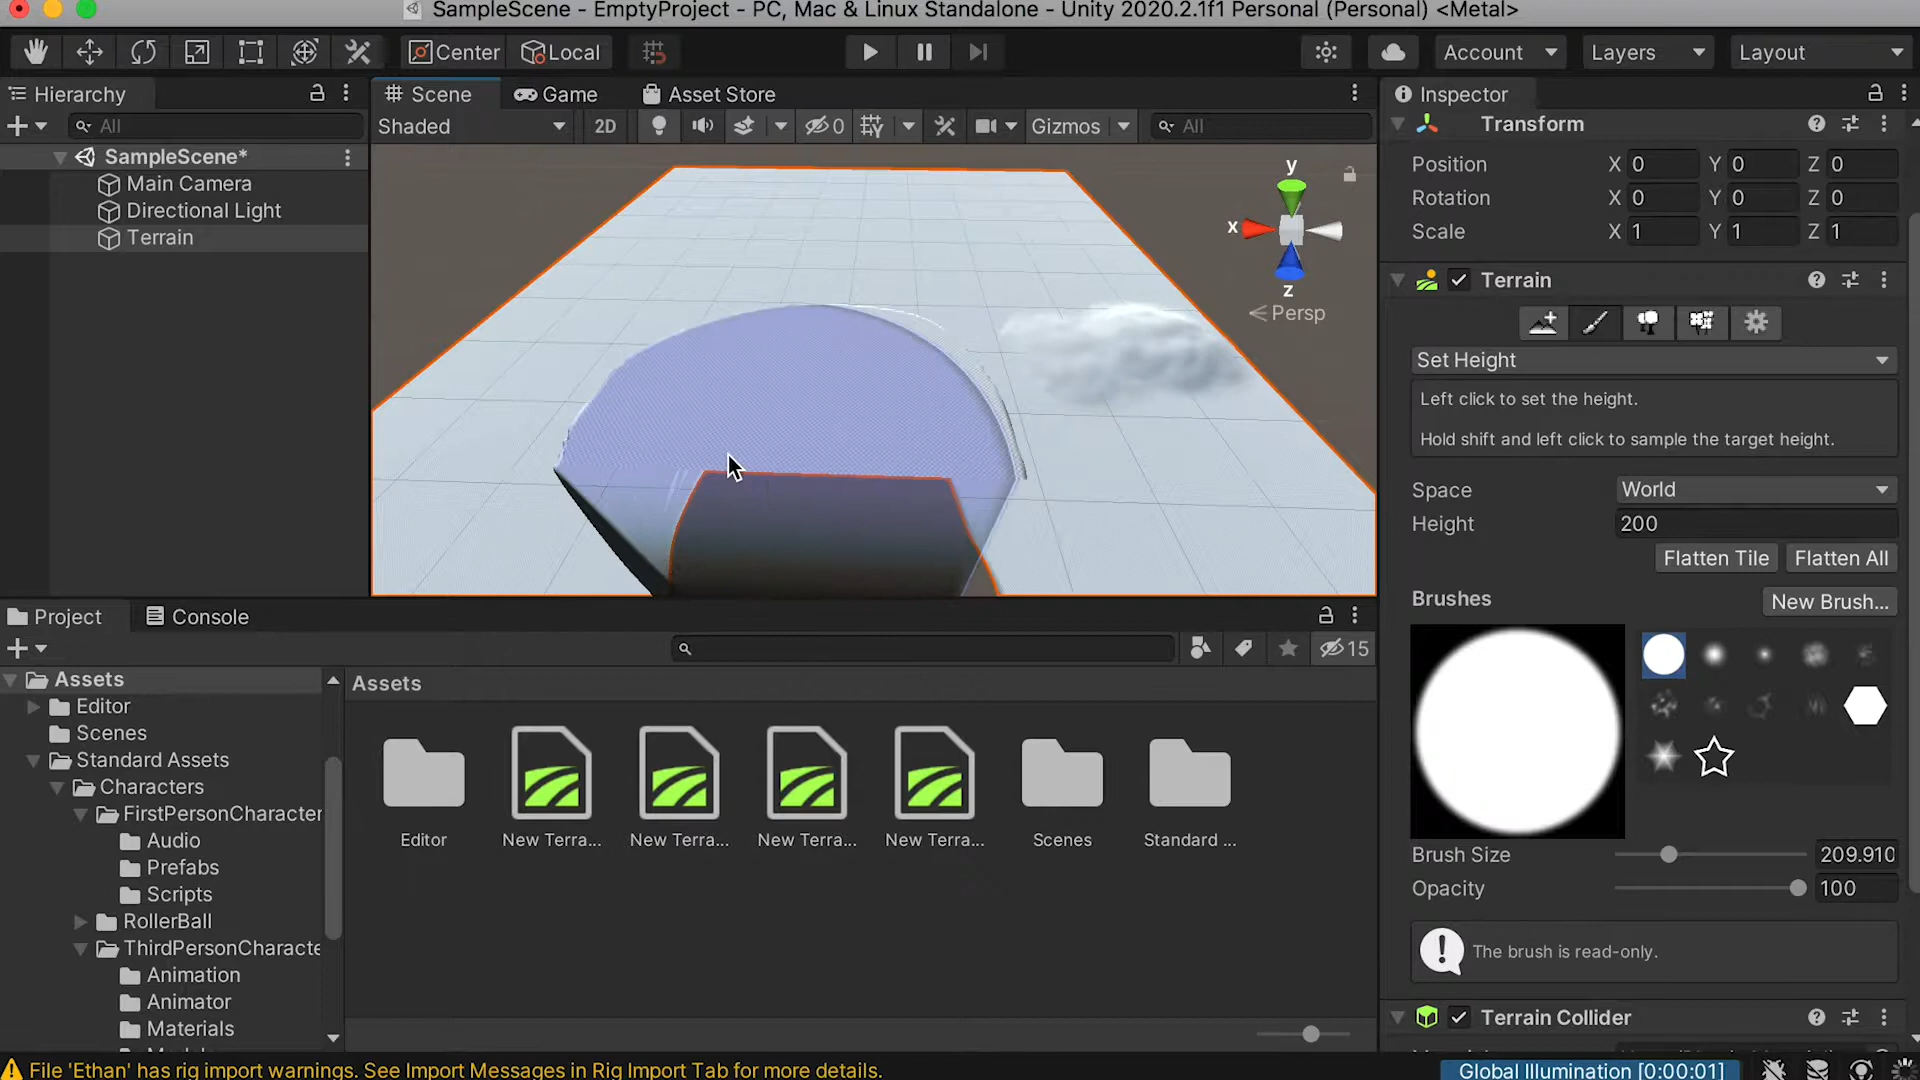 SampleScene - EmptyProject - PC, Mac & Linux Standalone - Unity 2020.2.1f1 Personal (Personal) <Metal>
Center Local Account Layers Layout
Hierarchy
All
SampleScene*
Main Camera
Directional Light
Terrain
Scene Game Asset Store
Shaded 2D 0 Gizmos All
y
x
z
Persp
Inspector
Transform
Position X 0 Y 0 Z 0
Rotation X 0 Y 0 Z 0
Scale X 1 Y 1 Z 1
Terrain
Set Height
Left click to set the height.
Hold shift and left click to sample the target height.
Space World
Height 200
Flatten Tile Flatten All
Brushes New Brush...
Brush Size 209.910
Opacity 100
The brush is read-only.
Terrain Collider
Project Console
15
Assets
Editor
Scenes
Standard Assets
Characters
FirstPersonCharacter
Audio
Prefabs
Scripts
RollerBall
ThirdPersonCharacte
Animation
Animator
Materials
Assets
Editor New Terra... New Terra... New Terra... New Terra... Scenes Standard ...
File 'Ethan' has rig import warnings. See Import Messages in Rig Import Tab for more details.
Global Illumination [0:00:01]